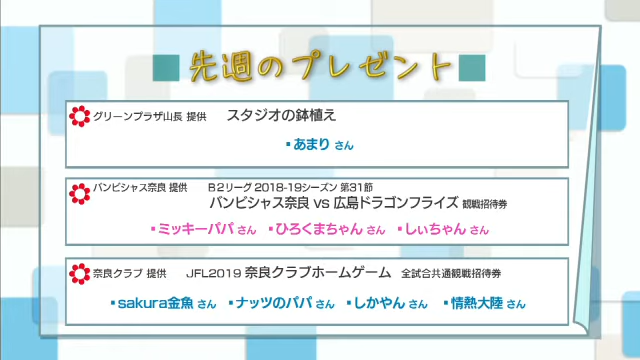 先週のプレゼント
グリーンプラザ山長 提供 スタジオの鉢植え
▪あまり さん
バンビシャス奈良 提供 B2リーグ 2018-19シーズン 第31節
バンビシャス奈良 vs 広島ドラゴンフライズ 観戦招待券
▪ミッキーパパ さん ▪ひろくまちゃん さん ▪しぃちゃん さん
奈良クラブ 提供 JFL2019 奈良クラブホームゲーム 全試合共通観戦招待券
▪sakura金魚 さん ▪ナッツのパパ さん ▪しかやん さん ▪情熱大陸 さん